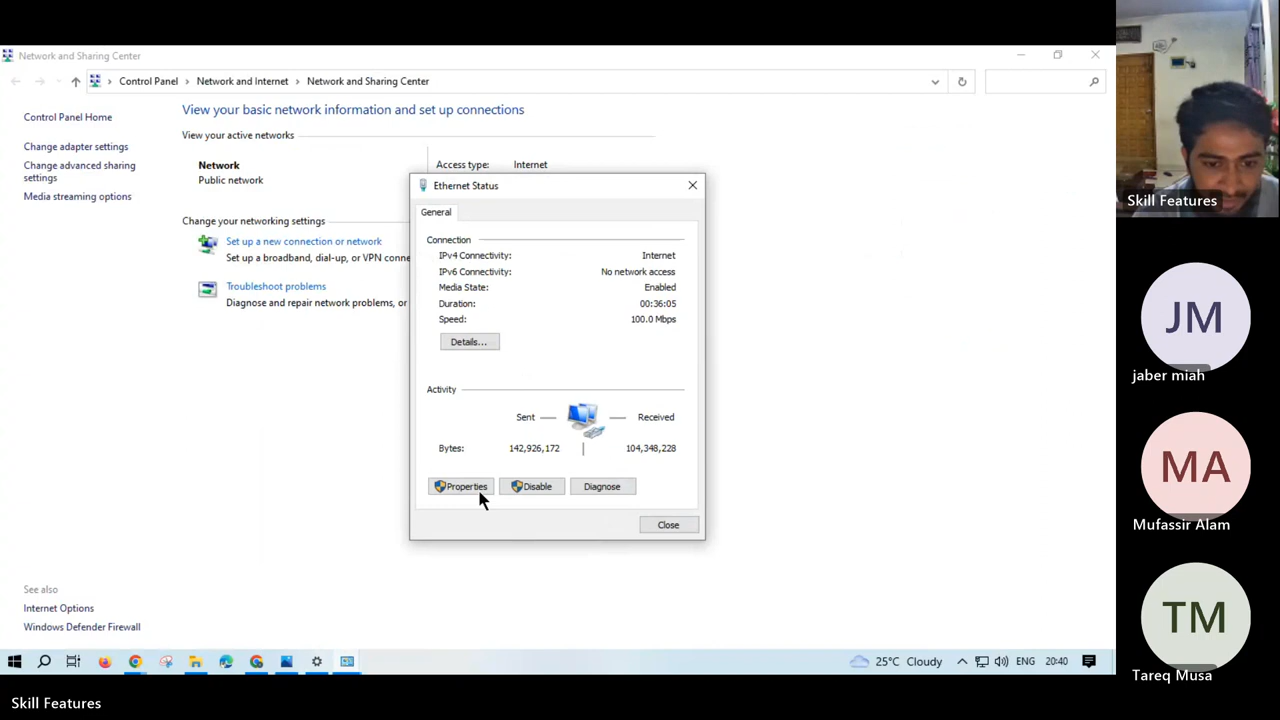 Network and Sharing Center
Control Panel
Network and Internet
Network and Sharing Center
Control Panel Home
Change adapter settings
Change advanced sharing
settings
Media streaming options
View your basic network information and set up connections
View your active networks
Network
Public network
Access type: Internet
Change your networking settings
Set up a new connection or network
Set up a broadband, dial-up, or VPN conne
Troubleshoot problems
Diagnose and repair network problems, or
Ethernet Status
General
Connection
IPv4 Connectivity: Internet
IPv6 Connectivity: No network access
Media State: Enabled
Duration: 00:36:05
Speed: 100.0 Mbps
Details...
Activity
Sent
Received
Bytes: 142,926,172 104,348,228
Properties
Disable
Diagnose
Close
See also
Internet Options
Windows Defender Firewall
25°C Cloudy
ENG
20:40
Skill Features
Skill Features
JM
jaber miah
MA
Mufassir Alam
TM
Tareq Musa